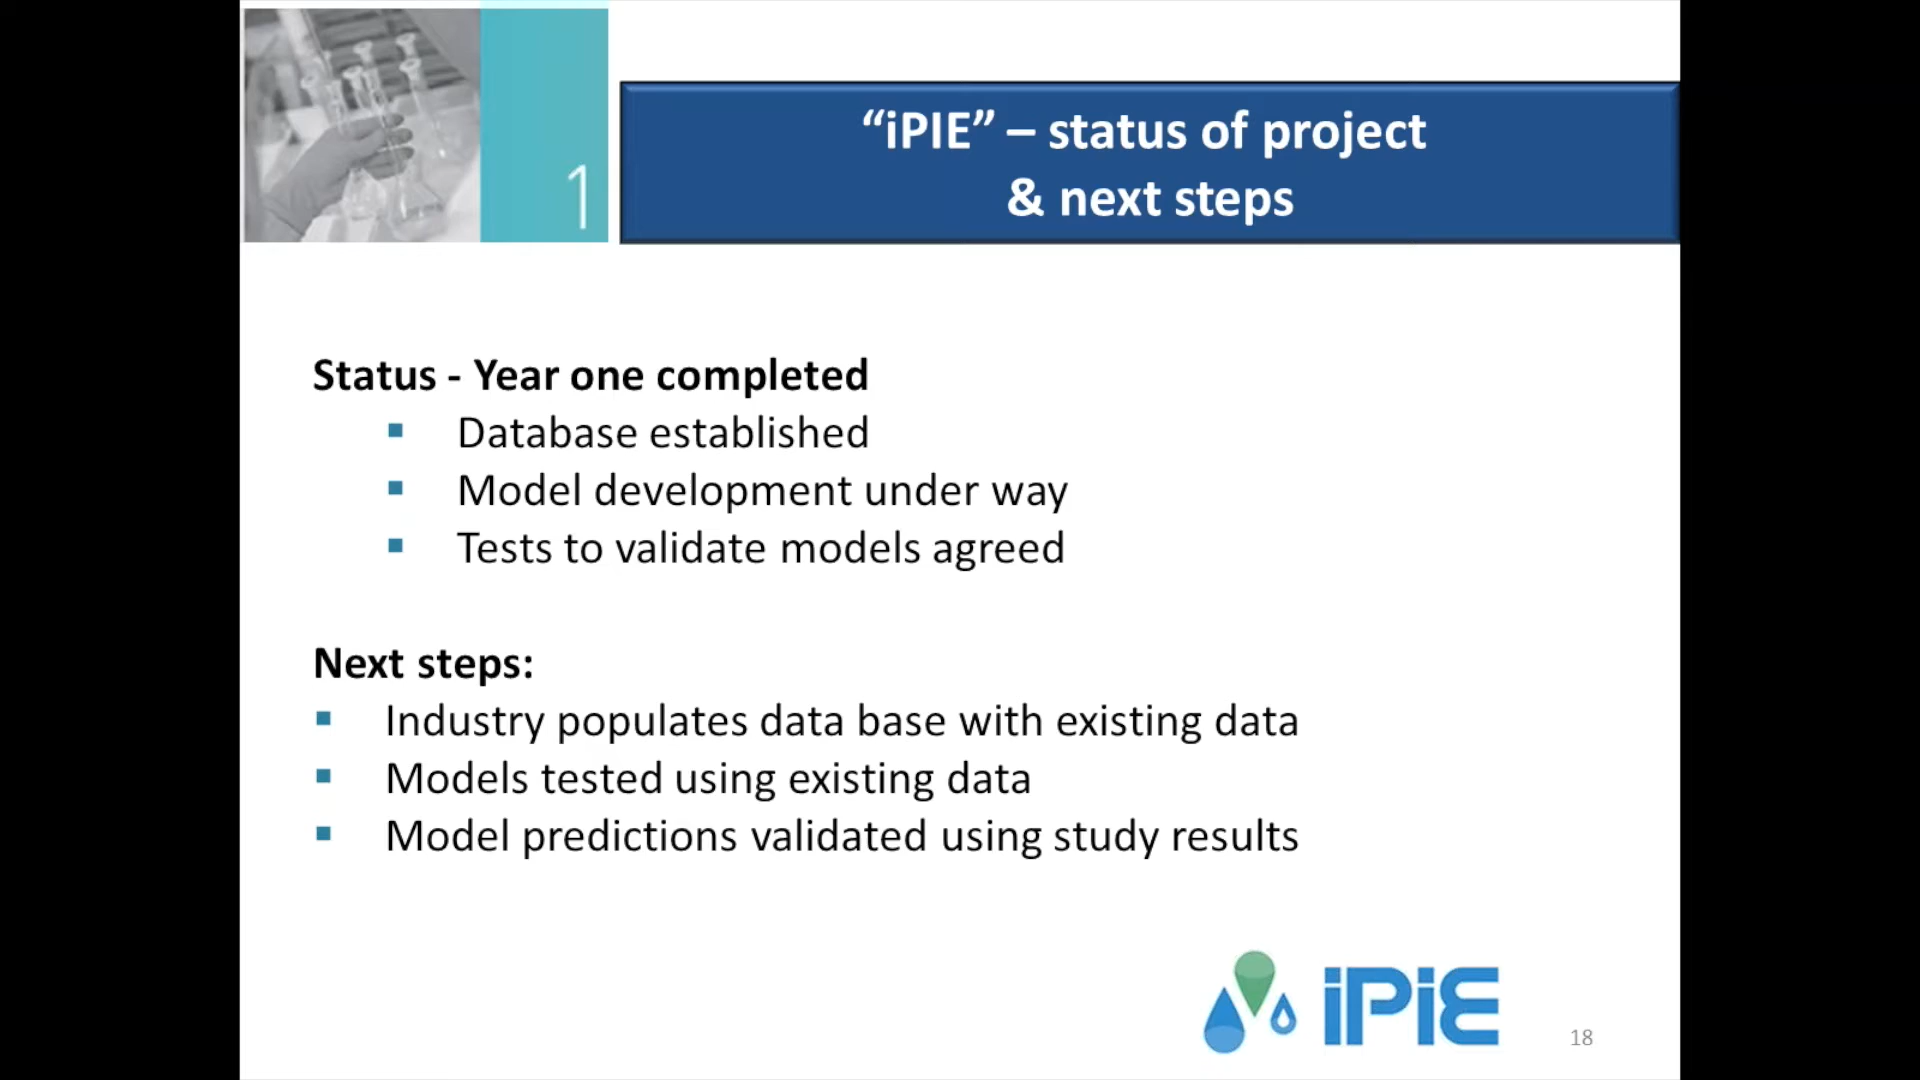 1
“iPIE” – status of project
& next steps
Status - Year one completed
Database established
Model development under way
Tests to validate models agreed
Next steps:
Industry populates data base with existing data
Models tested using existing data
Model predictions validated using study results
iPiE
18